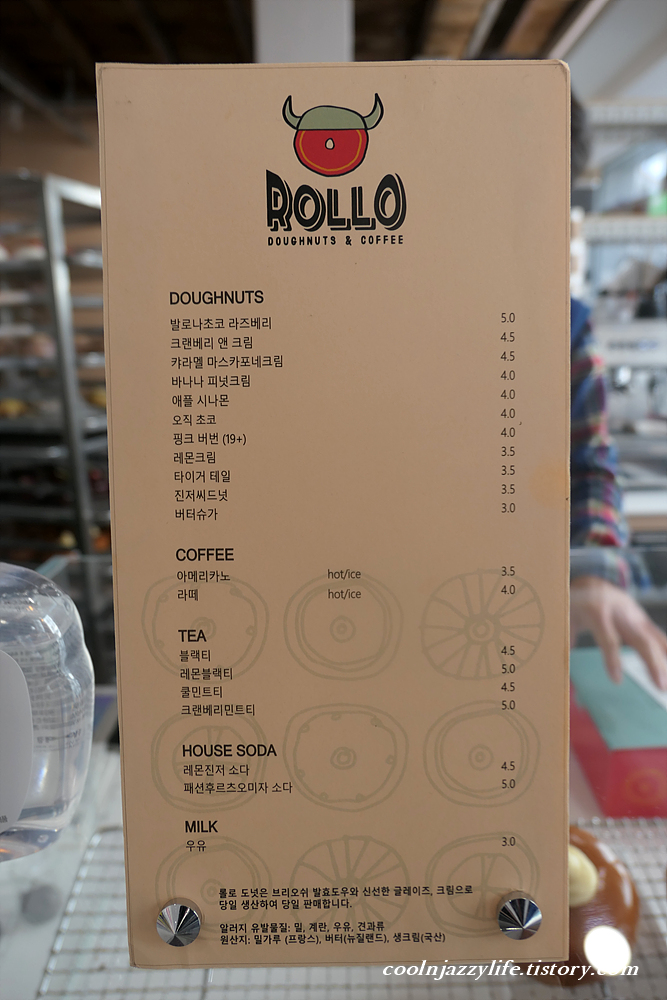 ROLLO
DOUGHNUTS & COFFEE
DOUGHNUTS
발로나초코 라즈베리 5.0
크랜베리 앤 크림 4.5
캬라멜 마스카포네크림 4.5
바나나 피넛크림 4.0
애플 시나몬 4.0
오직 초코 4.0
핑크 버번 (19+) 4.0
레몬크림 3.5
타이거 테일 3.5
진저씨드넛 3.5
버터슈가 3.0
COFFEE
아메리카노 hot/ice 3.5
라떼 hot/ice 4.0
TEA
블랙티 4.5
레몬블랙티 5.0
쿨민트티 4.5
크랜베리민트티 5.0
HOUSE SODA
레몬진저 소다 4.5
패션후르츠오미자 소다 5.0
MILK
우유 3.0
롤로 도넛은 브리오쉬 발효도우와 신선한 글레이즈, 크림으로
당일 생산하여 당일 판매합니다.
알러지 유발물질: 밀, 계란, 우유, 견과류
원산지: 밀가루 (프랑스), 버터(뉴질랜드), 생크림(국산)
coolnjazzylife.tistory.com